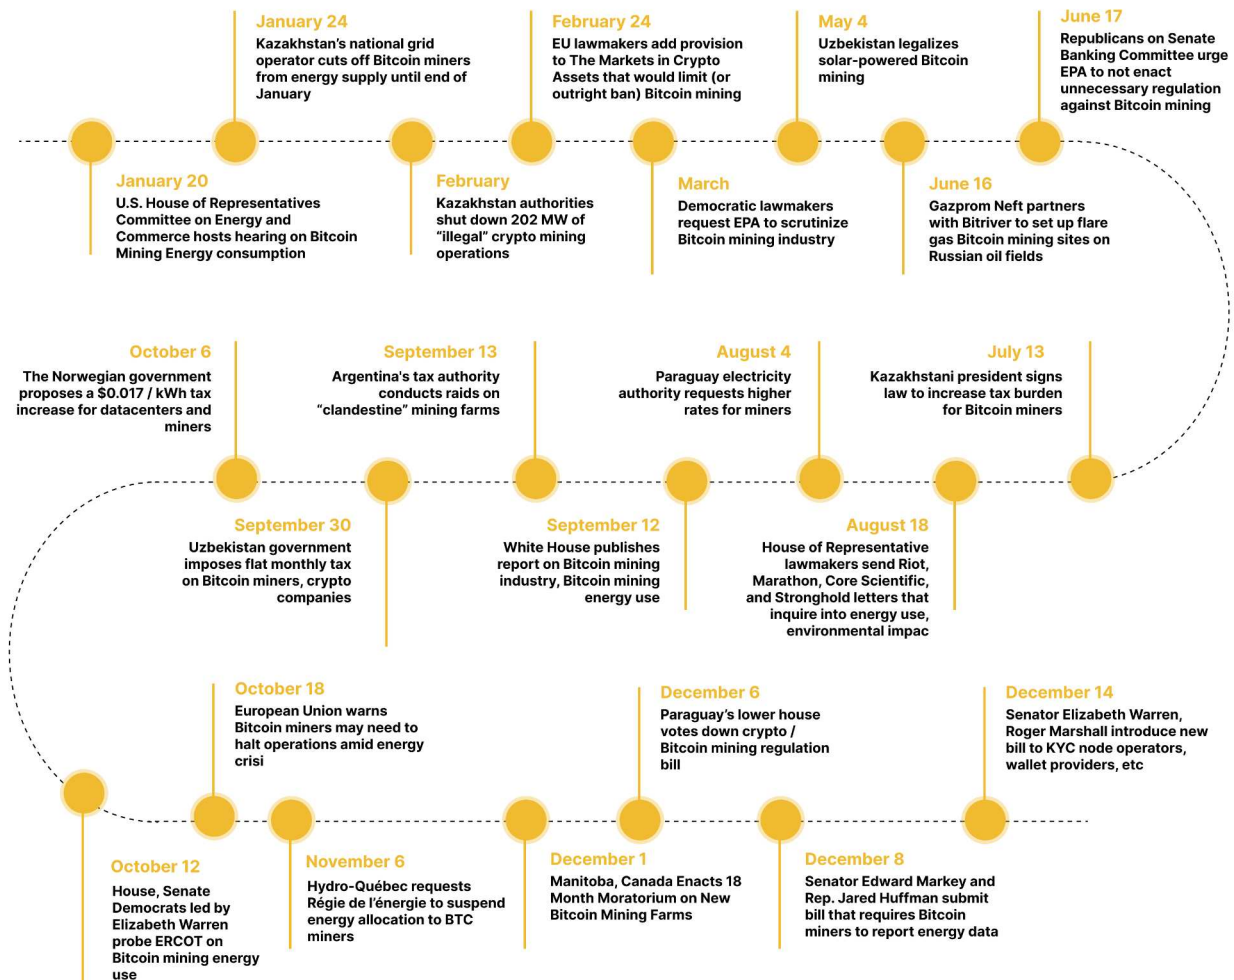 January 24
Kazakhstan's national grid
operator cuts off Bitcoin miners
from energy supply until end of
January
February 24
EU lawmakers add provision
to The Markets in Crypto
Assets that would limit (or
outright ban) Bitcoin mining
May 4
Uzbekistan legalizes
solar-powered Bitcoin
mining
June 17
Republicans on Senate
Banking Committee urge
EPA to not enact
unnecessary regulation
against Bitcoin mining
January 20
U.S. House of Representatives
Committee on Energy and
Commerce hosts hearing on Bitcoin
Mining Energy consumption
February
Kazakhstan authorities
shut down 202 MW of
“illegal” crypto mining
operations
March
Democratic lawmakers
request EPA to scrutinize
Bitcoin mining industry
June 16
Gazprom Neft partners
with Bitriver to set up flare
gas Bitcoin mining sites on
Russian oil fields
October 6
The Norwegian government
proposes a $0.017 / kWh tax
increase for datacenters and
miners
September 13
Argentina's tax authority
conducts raids on
“clandestine” mining farms
August 4
Paraguay electricity
authority requests higher
rates for miners
July 13
Kazakhstani president signs
law to increase tax burden
for Bitcoin miners
September 30
Uzbekistan government
imposes flat monthly tax
on Bitcoin miners, crypto
companies
September 12
White House publishes
report on Bitcoin mining
industry, Bitcoin mining
energy use
August 18
House of Representative
lawmakers send Riot,
Marathon, Core Scientific,
and Stronghold letters that
inquire into energy use,
environmental impac
October 18
European Union warns
Bitcoin miners may need to
halt operations amid energy
crisi
December 6
Paraguay’s lower house
votes down crypto /
Bitcoin mining regulation
bill
December 14
Senator Elizabeth Warren,
Roger Marshall introduce new
bill to KYC node operators,
wallet providers, etc
October 12
House, Senate
Democrats led by
Elizabeth Warren
probe ERCOT on
Bitcoin mining energy
use
November 6
Hydro-Québec requests
Régie de l’énergie to suspend
energy allocation to BTC
miners
December 1
Manitoba, Canada Enacts 18
Month Moratorium on New
Bitcoin Mining Farms
December 8
Senator Edward Markey and
Rep. Jared Huffman submit
bill that requires Bitcoin
miners to report energy data